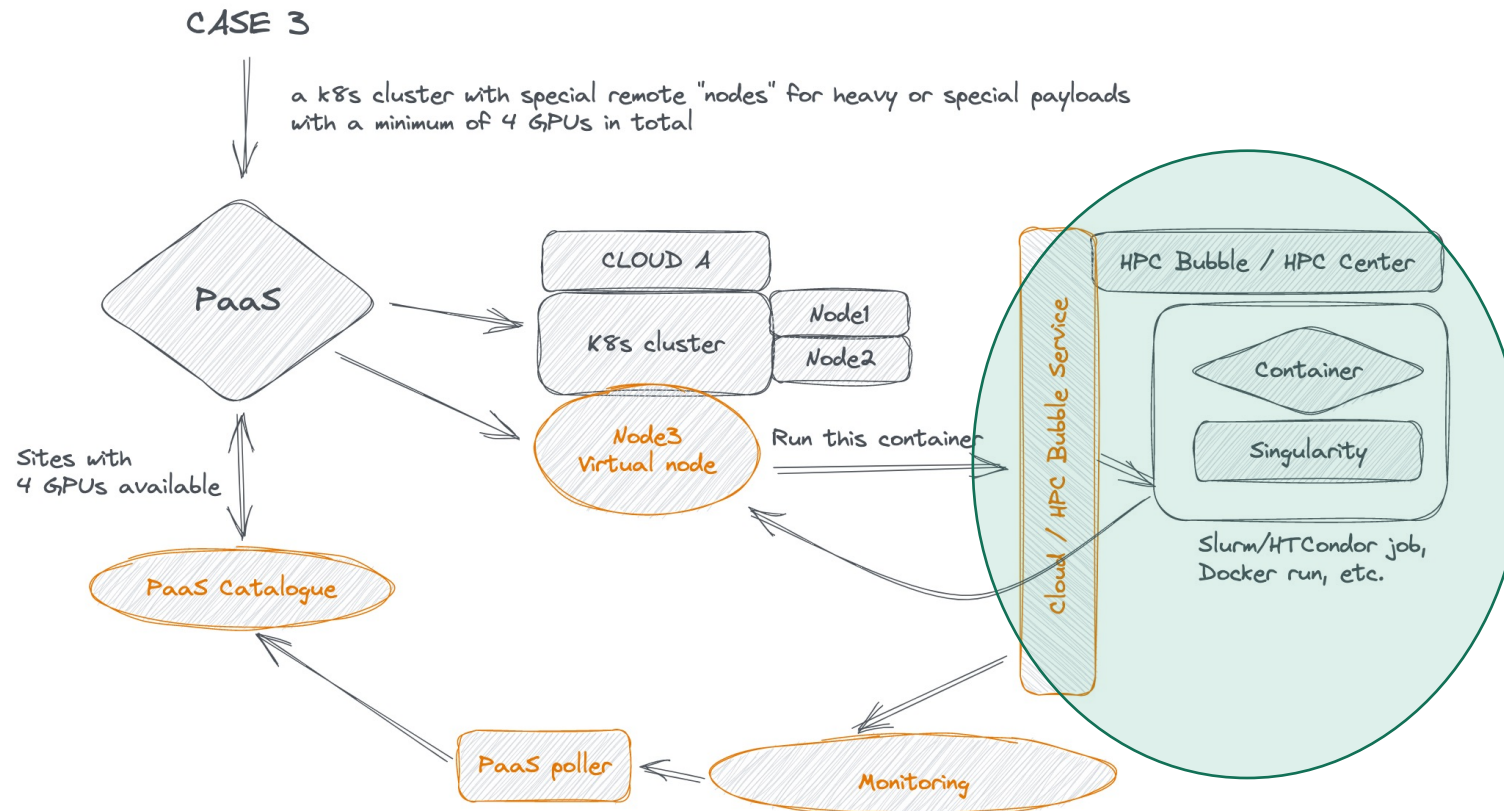 CASE 3
a k8s cluster with special remote "nodes" for heavy or special payloads
with a minimum of 4 GPUs in total
PaaS
CLOUD A
K8s cluster
Node1
Node2
Node3
Virtual node
Run this container
Cloud / HPC Bubble Service
HPC Bubble / HPC Center
Container
Singularity
Slurm/HTCondor job,
Docker run, etc.
Sites with
4 GPUs available
PaaS Catalogue
PaaS poller
Monitoring